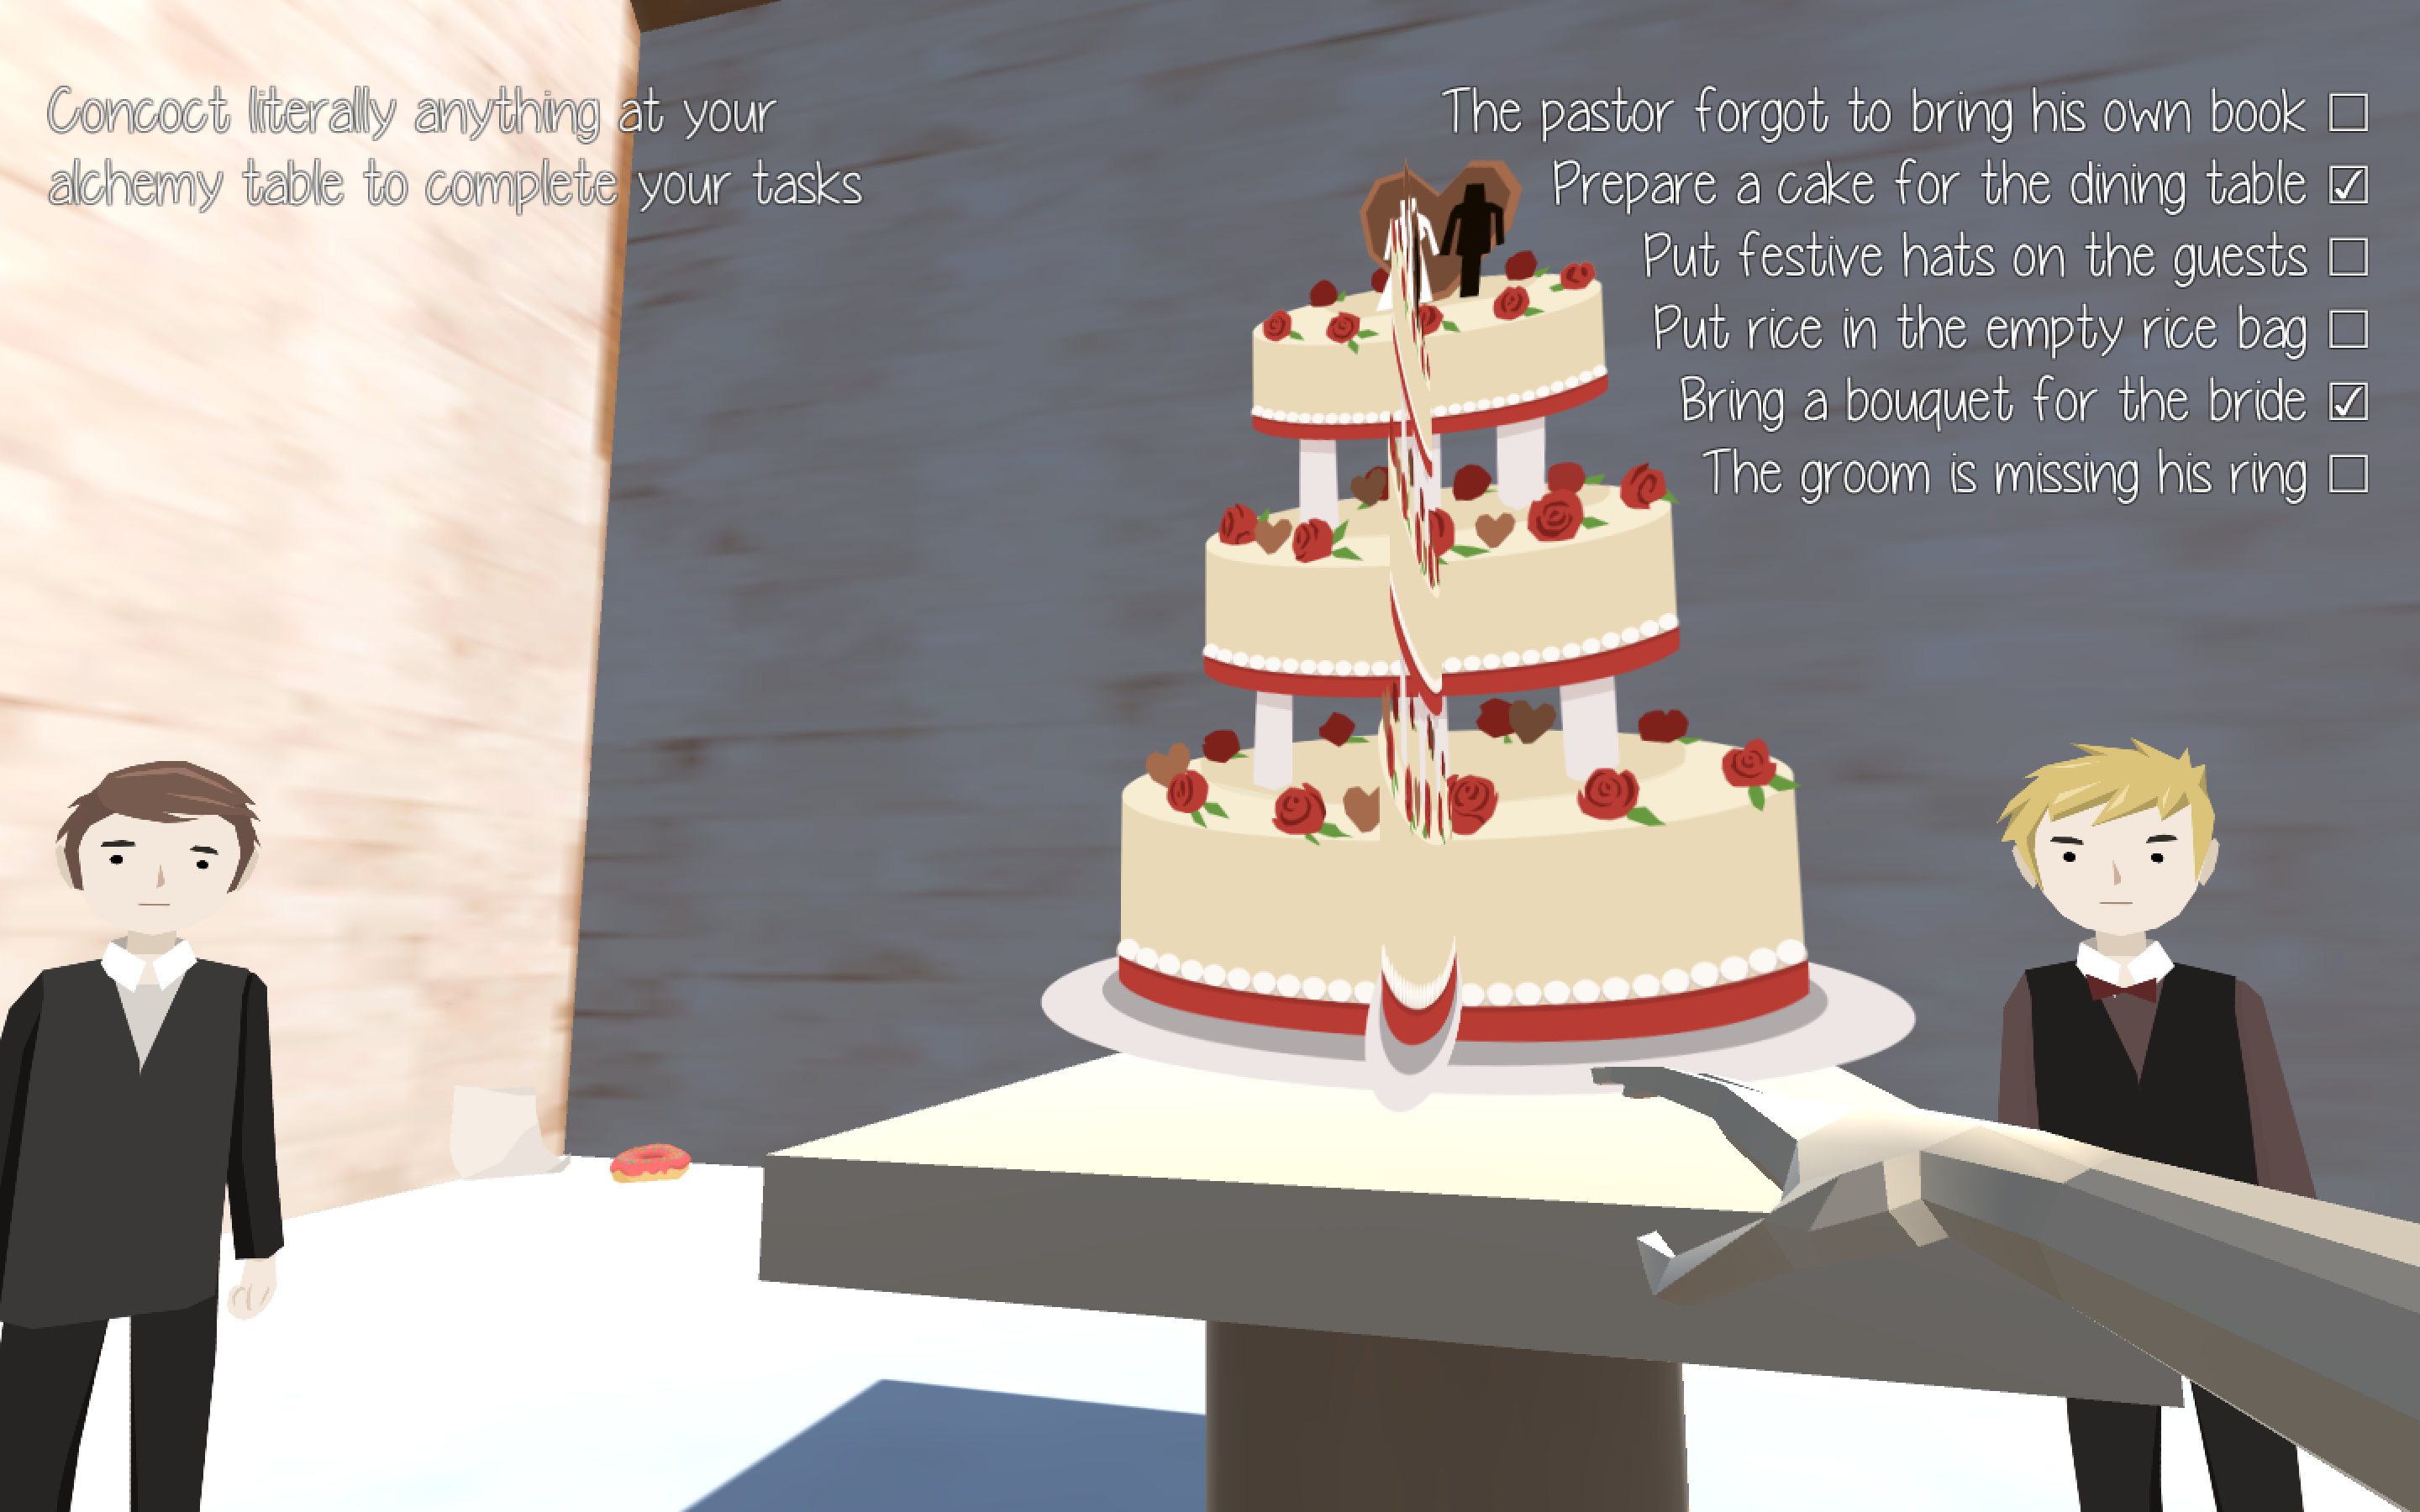 Concoct literally anything at your
alchemy table to complete your tasks
The pastor forgot to bring his own book ☐
Prepare a cake for the dining table ☑
Put festive hats on the guests ☐
Put rice in the empty rice bag ☐
Bring a bouquet for the bride ☑
The groom is missing his ring ☐